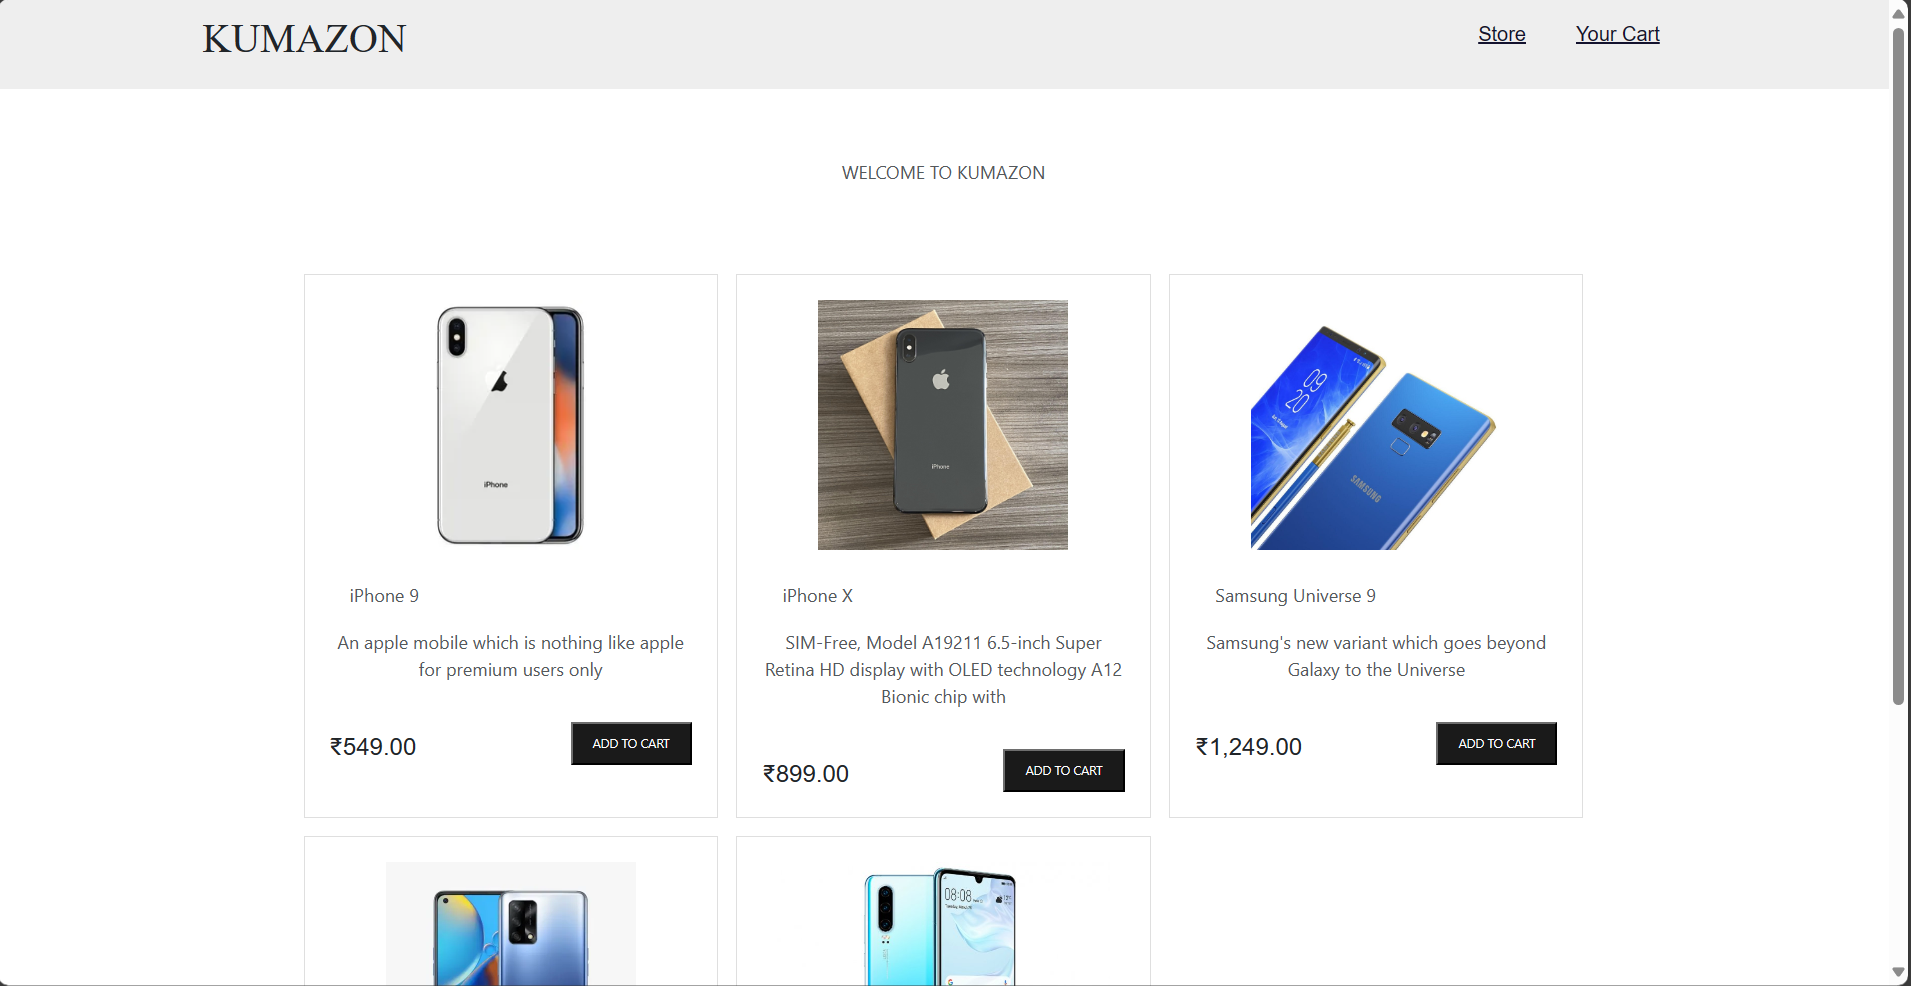 KUMAZON
Store
Your Cart
WELCOME TO KUMAZON
iPhone
iPhone
09
20
SAMSUNG
iPhone 9
iPhone X
Samsung Universe 9
An apple mobile which is nothing like apple
for premium users only
SIM-Free, Model A19211 6.5-inch Super
Retina HD display with OLED technology A12
Bionic chip with
Samsung's new variant which goes beyond
Galaxy to the Universe
₹549.00
ADD TO CART
₹899.00
ADD TO CART
₹1,249.00
ADD TO CART
08:08